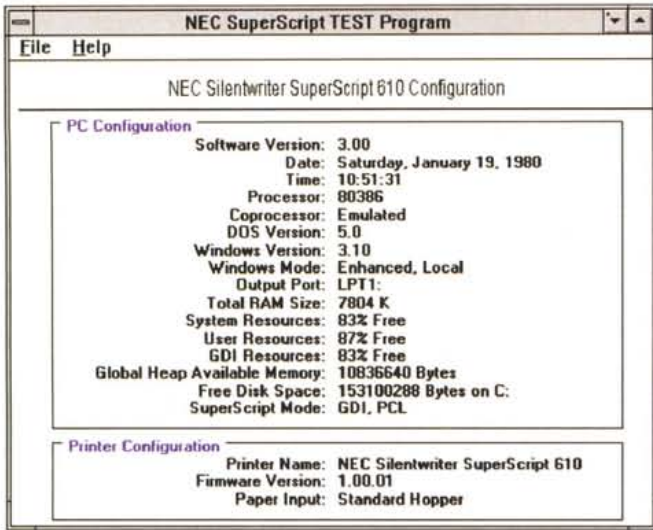 NEC SuperScript TEST Program
File Help
NEC Silentwriter SuperScript 610 Configuration
PC Configuration
Software Version: 3.00
Date: Saturday, January 19, 1980
Time: 10:51:31
Processor: 80386
Coprocessor: Emulated
DOS Version: 5.0
Windows Version: 3.10
Windows Mode: Enhanced, Local
Output Port: LPT1:
Total RAM Size: 7804 K
System Resources: 83% Free
User Resources: 87% Free
GDI Resources: 83% Free
Global Heap Available Memory: 10836640 Bytes
Free Disk Space: 153100288 Bytes on C:
SuperScript Mode: GDI, PCL
Printer Configuration
Printer Name: NEC Silentwriter SuperScript 610
Firmware Version: 1.00.01
Paper Input: Standard Hopper